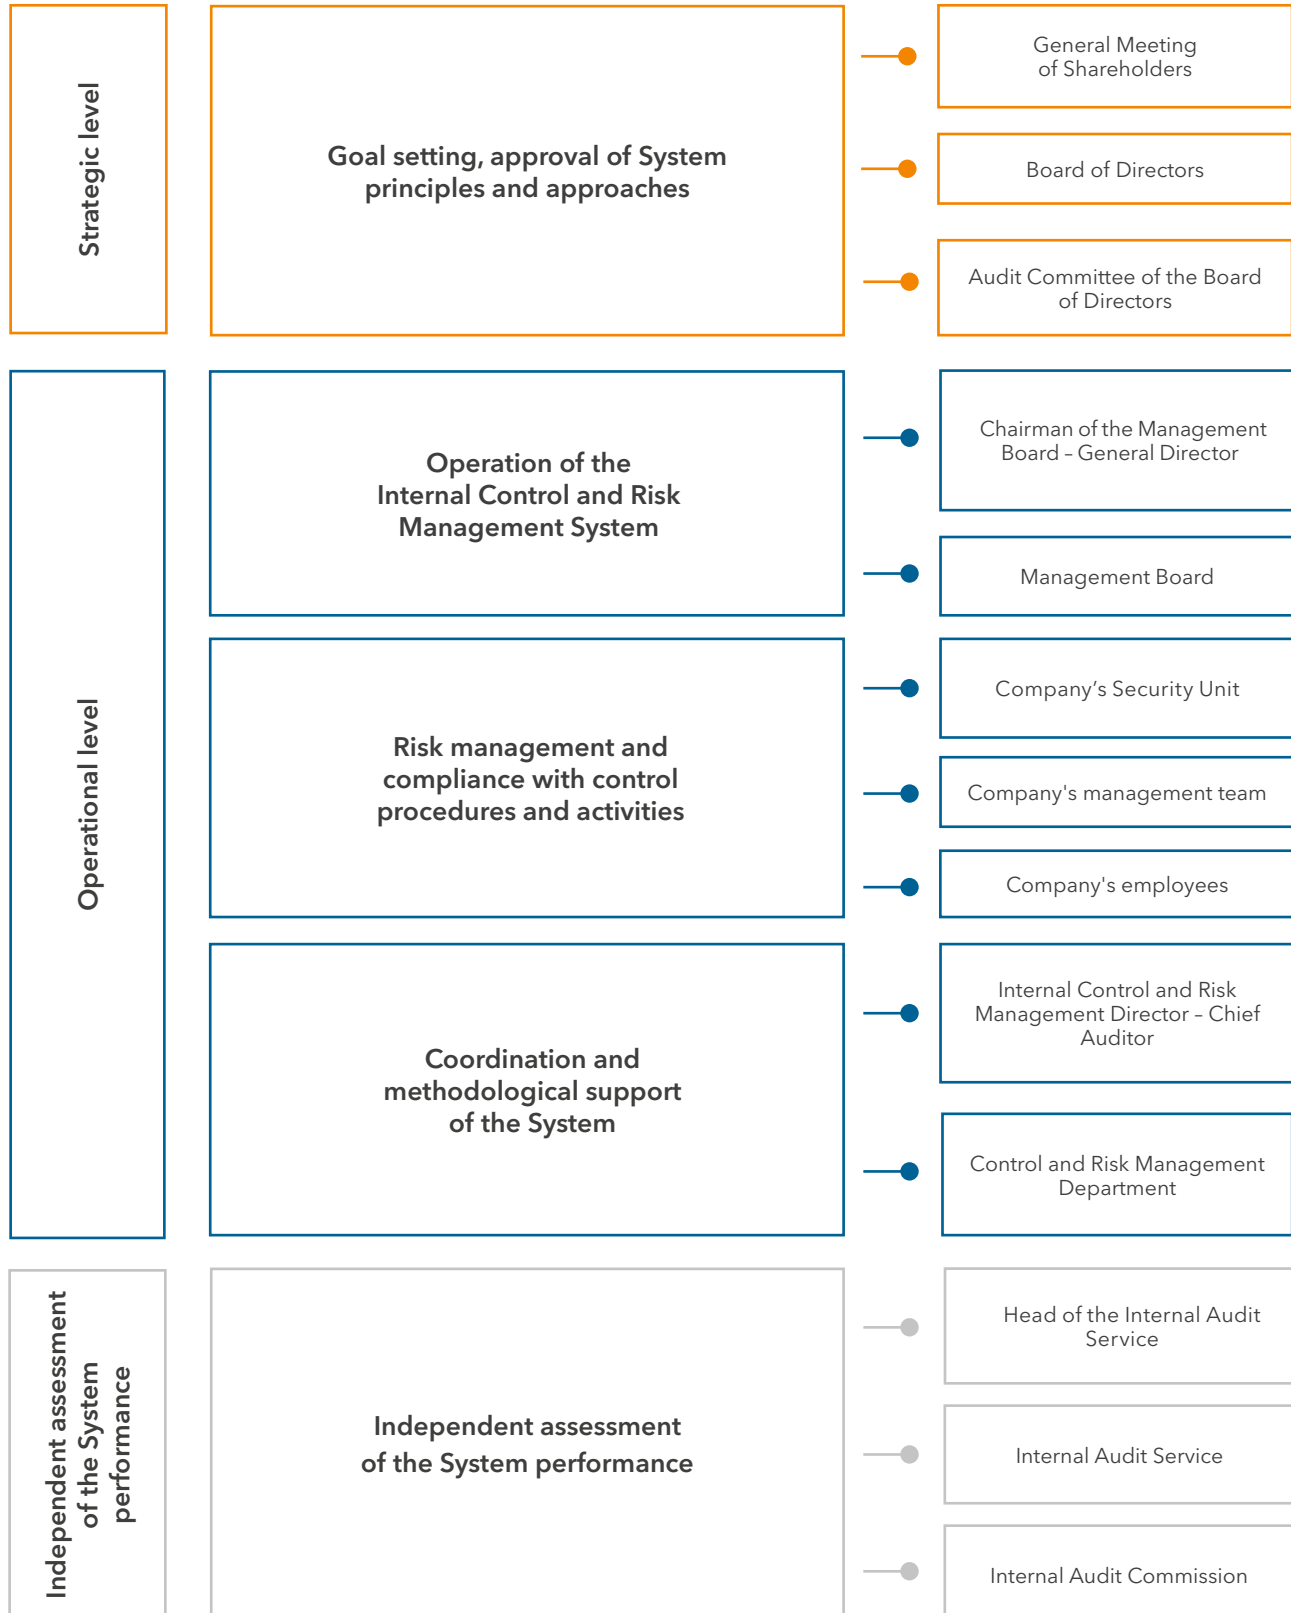 Strategic level
Goal setting, approval of System
principles and approaches
General Meeting
of Shareholders
Board of Directors
Audit Committee of the Board
of Directors
Operational level
Operation of the
Internal Control and Risk
Management System
Chairman of the Management
Board – General Director
Management Board
Risk management and
compliance with control
procedures and activities
Company’s Security Unit
Company's management team
Company's employees
Coordination and
methodological support
of the System
Internal Control and Risk
Management Director – Chief
Auditor
Control and Risk Management
Department
Independent assessment
of the System
performance
Independent assessment
of the System performance
Head of the Internal Audit
Service
Internal Audit Service
Internal Audit Commission